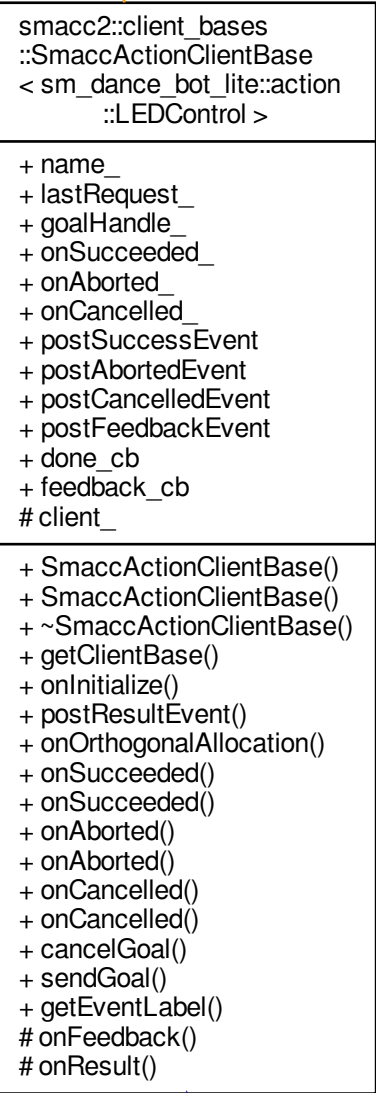 smacc2::client_bases
::SmaccActionClientBase
< sm_dance_bot_lite::action
::LEDControl >
+ name_
+ lastRequest_
+ goalHandle_
+ onSucceeded_
+ onAborted_
+ onCancelled_
+ postSuccessEvent
+ postAbortedEvent
+ postCancelledEvent
+ postFeedbackEvent
+ done_cb
+ feedback_cb
# client_
+ SmaccActionClientBase()
+ SmaccActionClientBase()
+ ~SmaccActionClientBase()
+ getClientBase()
+ onInitialize()
+ postResultEvent()
+ onOrthogonalAllocation()
+ onSucceeded()
+ onSucceeded()
+ onAborted()
+ onAborted()
+ onCancelled()
+ onCancelled()
+ cancelGoal()
+ sendGoal()
+ getEventLabel()
# onFeedback()
# onResult()